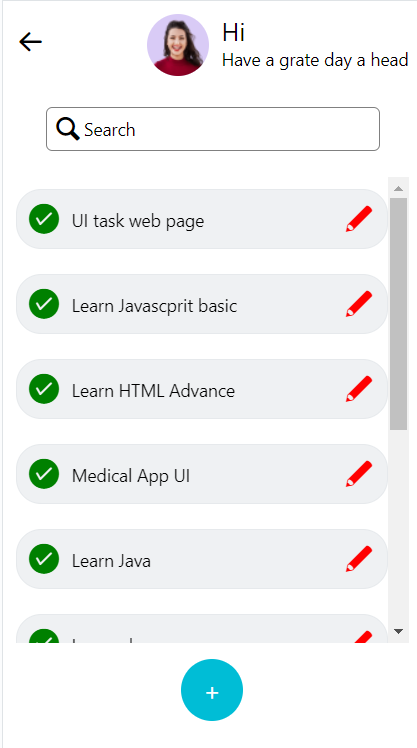 Hi
Have a grate day a head
Search
UI task web page
Learn Javascprit basic
Learn HTML Advance
Medical App UI
Learn Java
+